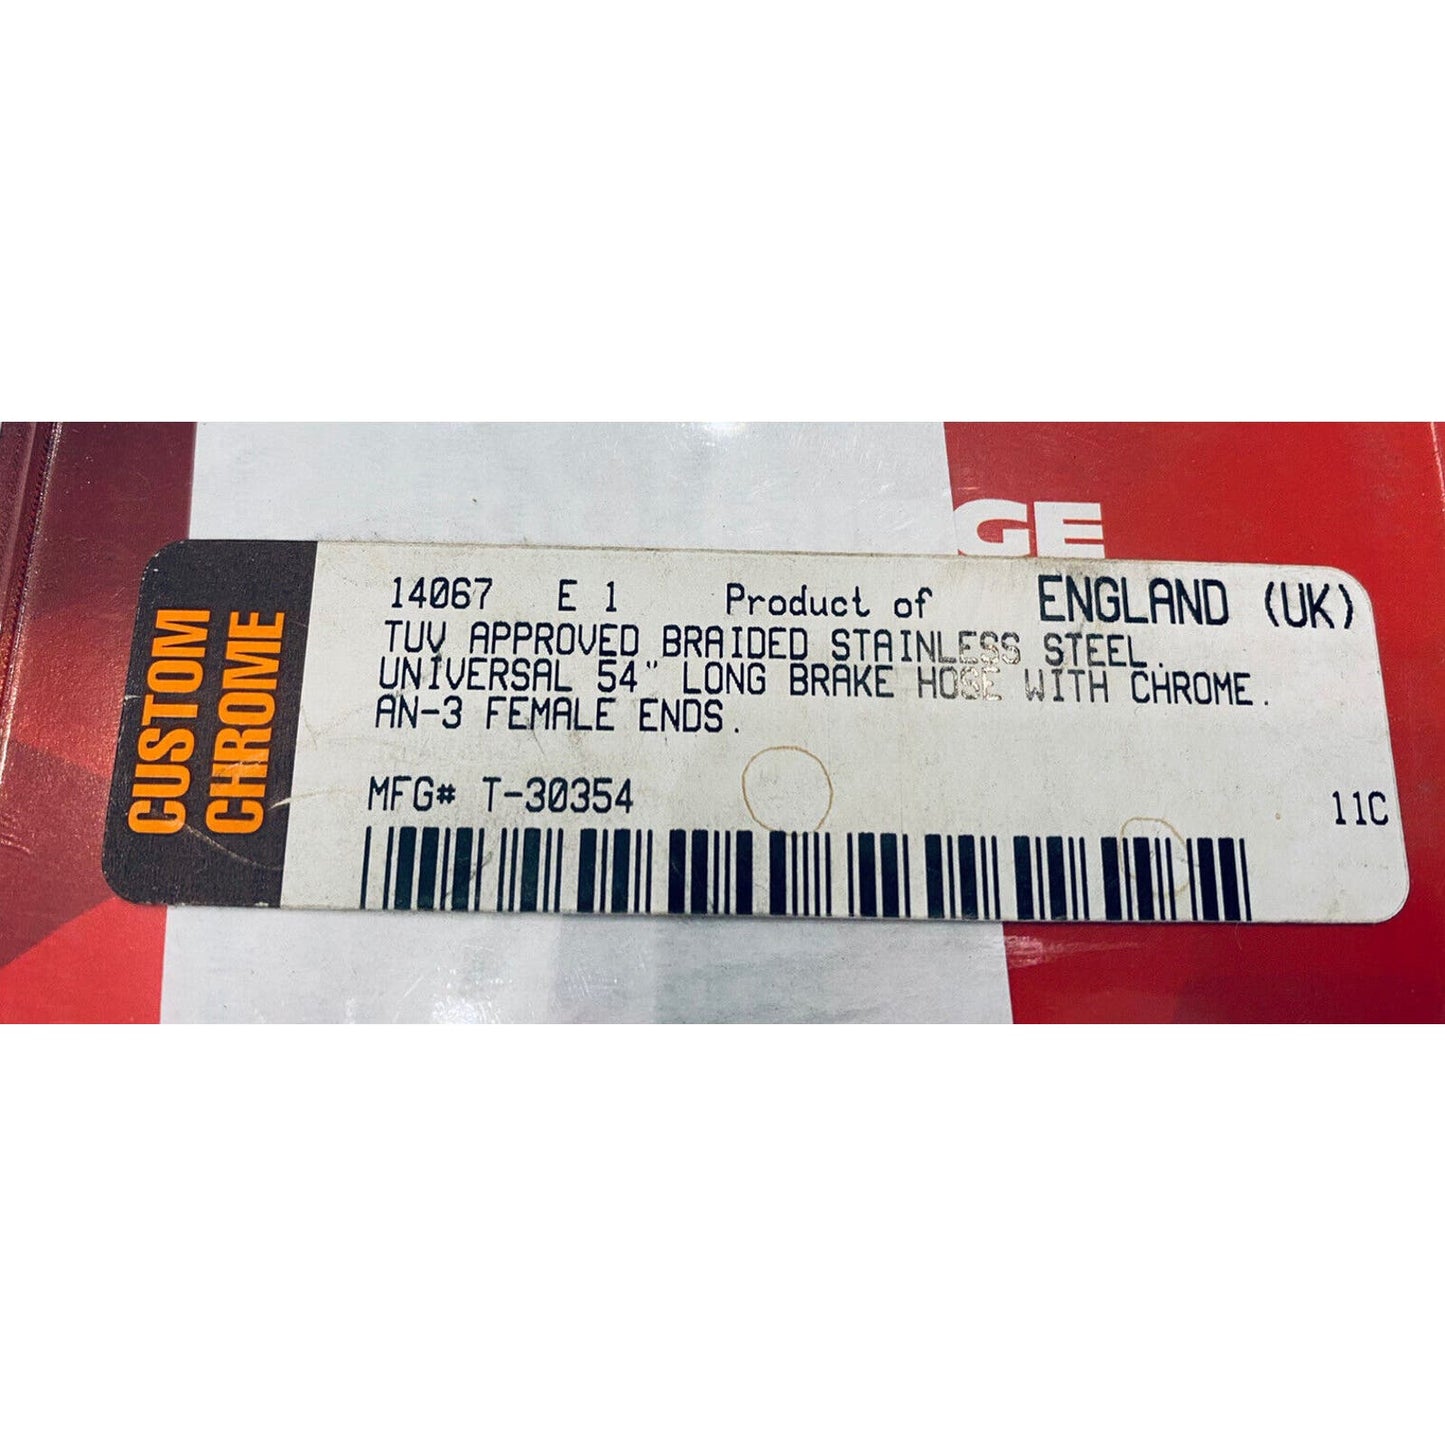 GE
CUSTOM
CHROME
14067 E 1 Product of ENGLAND (UK)
TUV APPROVED BRAIDED STAINLESS STEEL.
UNIVERSAL 54" LONG BRAKE HOSE WITH CHROME.
AN-3 FEMALE ENDS.
MFG# T-30354
11C